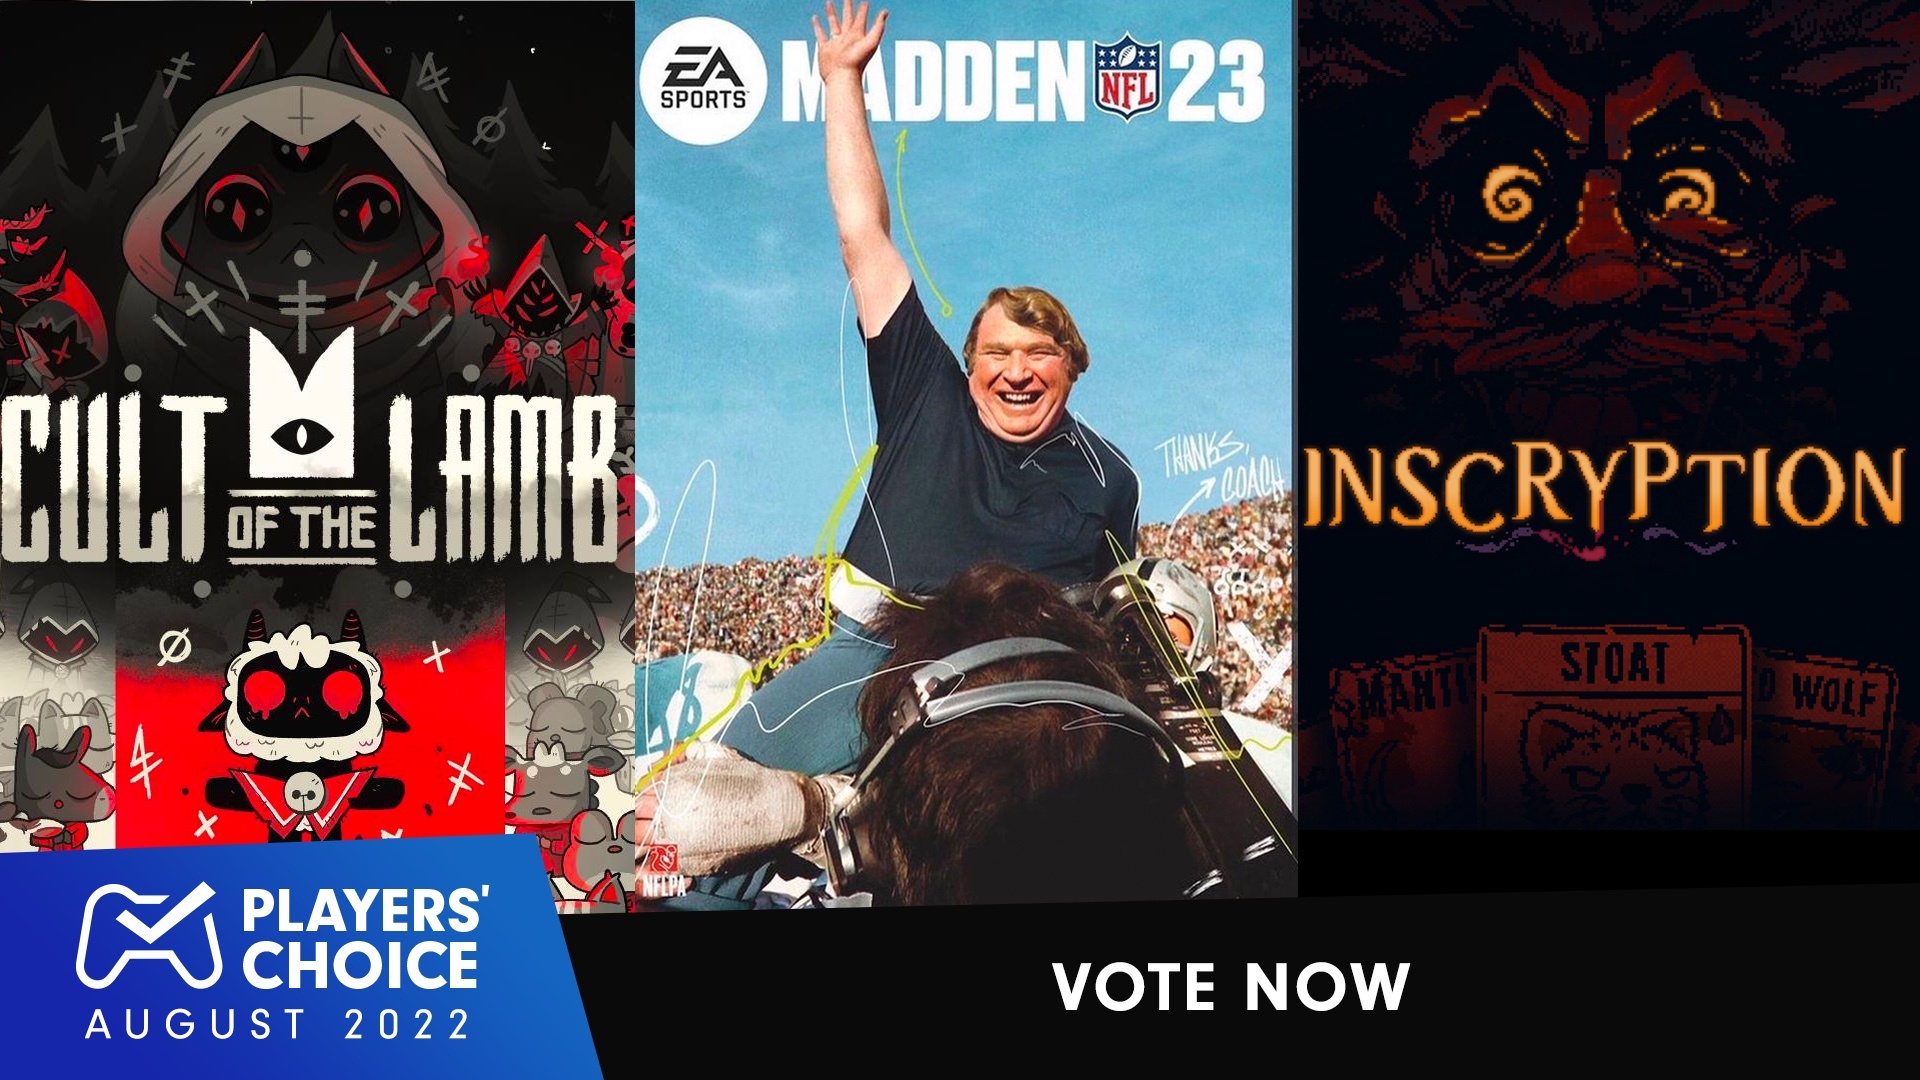 CULT
OF THE
LAMB
EA
SPORTS
MADDEN NFL 23
THANKS,
COACH
NFLPA
INSCRYPTION
STOAT
MANTI
D WOLF
PLAYERS'
CHOICE
AUGUST 2022
VOTE NOW